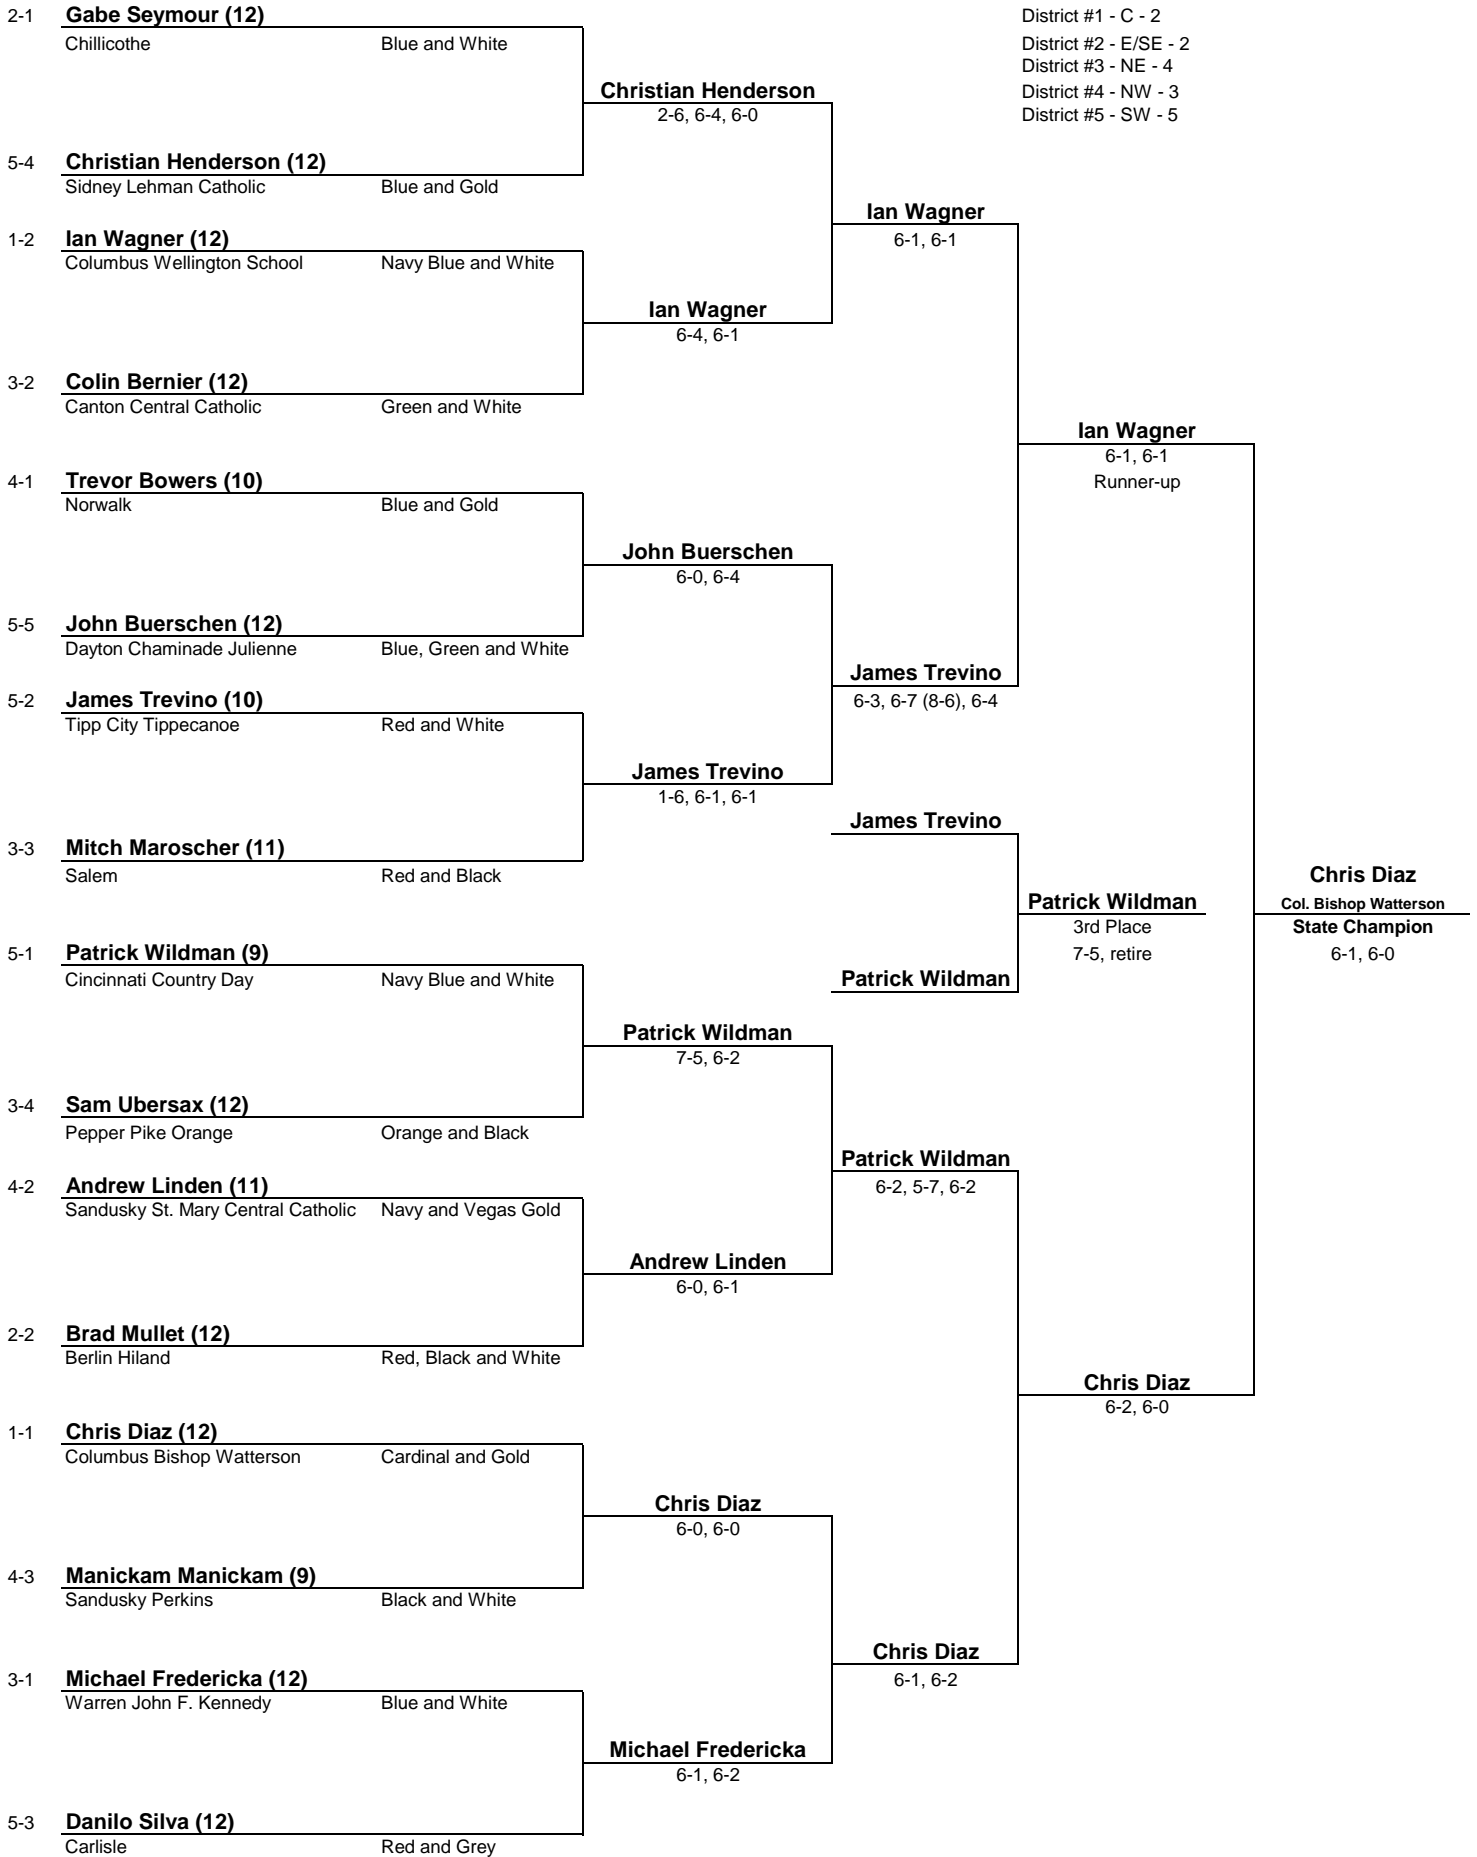 2-1 Gabe Seymour (12)
Chillicothe Blue and White
5-4 Christian Henderson (12)
Sidney Lehman Catholic Blue and Gold
1-2 Ian Wagner (12)
Columbus Wellington School Navy Blue and White
3-2 Colin Bernier (12)
Canton Central Catholic Green and White
4-1 Trevor Bowers (10)
Norwalk Blue and Gold
5-5 John Buerschen (12)
Dayton Chaminade Julienne Blue, Green and White
5-2 James Trevino (10)
Tipp City Tippecanoe Red and White
3-3 Mitch Maroscher (11)
Salem Red and Black
5-1 Patrick Wildman (9)
Cincinnati Country Day Navy Blue and White
3-4 Sam Ubersax (12)
Pepper Pike Orange Orange and Black
4-2 Andrew Linden (11)
Sandusky St. Mary Central Catholic Navy and Vegas Gold
2-2 Brad Mullet (12)
Berlin Hiland Red, Black and White
1-1 Chris Diaz (12)
Columbus Bishop Watterson Cardinal and Gold
4-3 Manickam Manickam (9)
Sandusky Perkins Black and White
3-1 Michael Fredericka (12)
Warren John F. Kennedy Blue and White
5-3 Danilo Silva (12)
Carlisle Red and Grey
Christian Henderson
2-6, 6-4, 6-0
Ian Wagner
6-4, 6-1
John Buerschen
6-0, 6-4
James Trevino
1-6, 6-1, 6-1
Patrick Wildman
7-5, 6-2
Andrew Linden
6-0, 6-1
Chris Diaz
6-0, 6-0
Michael Fredericka
6-1, 6-2
Ian Wagner
6-1, 6-1
James Trevino
6-3, 6-7 (8-6), 6-4
James Trevino
Patrick Wildman
Patrick Wildman
6-2, 5-7, 6-2
Chris Diaz
6-1, 6-2
District #1 - C - 2
District #2 - E/SE - 2
District #3 - NE - 4
District #4 - NW - 3
District #5 - SW - 5
Ian Wagner
6-1, 6-1
Runner-up
Patrick Wildman
3rd Place
7-5, retire
Chris Diaz
6-2, 6-0
Chris Diaz
Col. Bishop Watterson
State Champion
6-1, 6-0